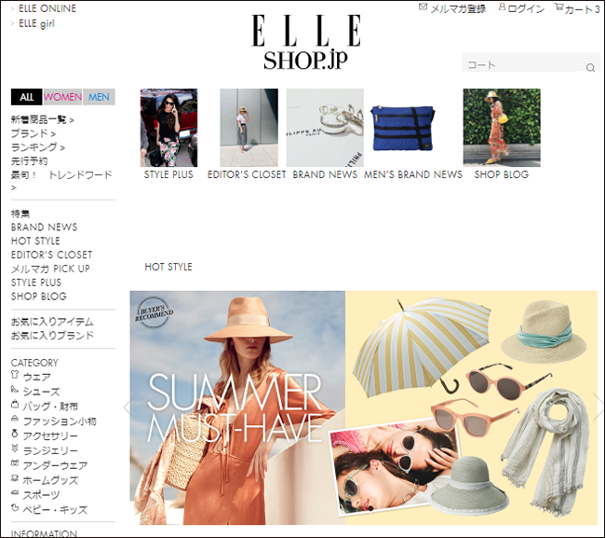 ELLE ONLINE
ELLE girl
メルマガ登録
ログイン
カート3
ELLE
SHOP.jp
コート
ALL
WOMEN
MEN
新着商品一覧 >
ブランド >
ランキング >
先行予約
最旬！ トレンドワード
>
特集
BRAND NEWS
HOT STYLE
EDITOR'S CLOSET
メルマガ PICK UP
STYLE PLUS
SHOP BLOG
お気に入りアイテム
お気に入りブランド
CATEGORY
ウェア
シューズ
バッグ・財布
ファッション小物
アクセサリー
ランジェリー
アンダーウェア
ホームグッズ
スポーツ
ベビー・キッズ
INFORMATION
STYLE PLUS
EDITOR'S CLOSET
BRAND NEWS
MEN'S BRAND NEWS
SHOP BLOG
HOT STYLE
BUYER'S
RECOMMEND
SUMMER
MUST-HAVE